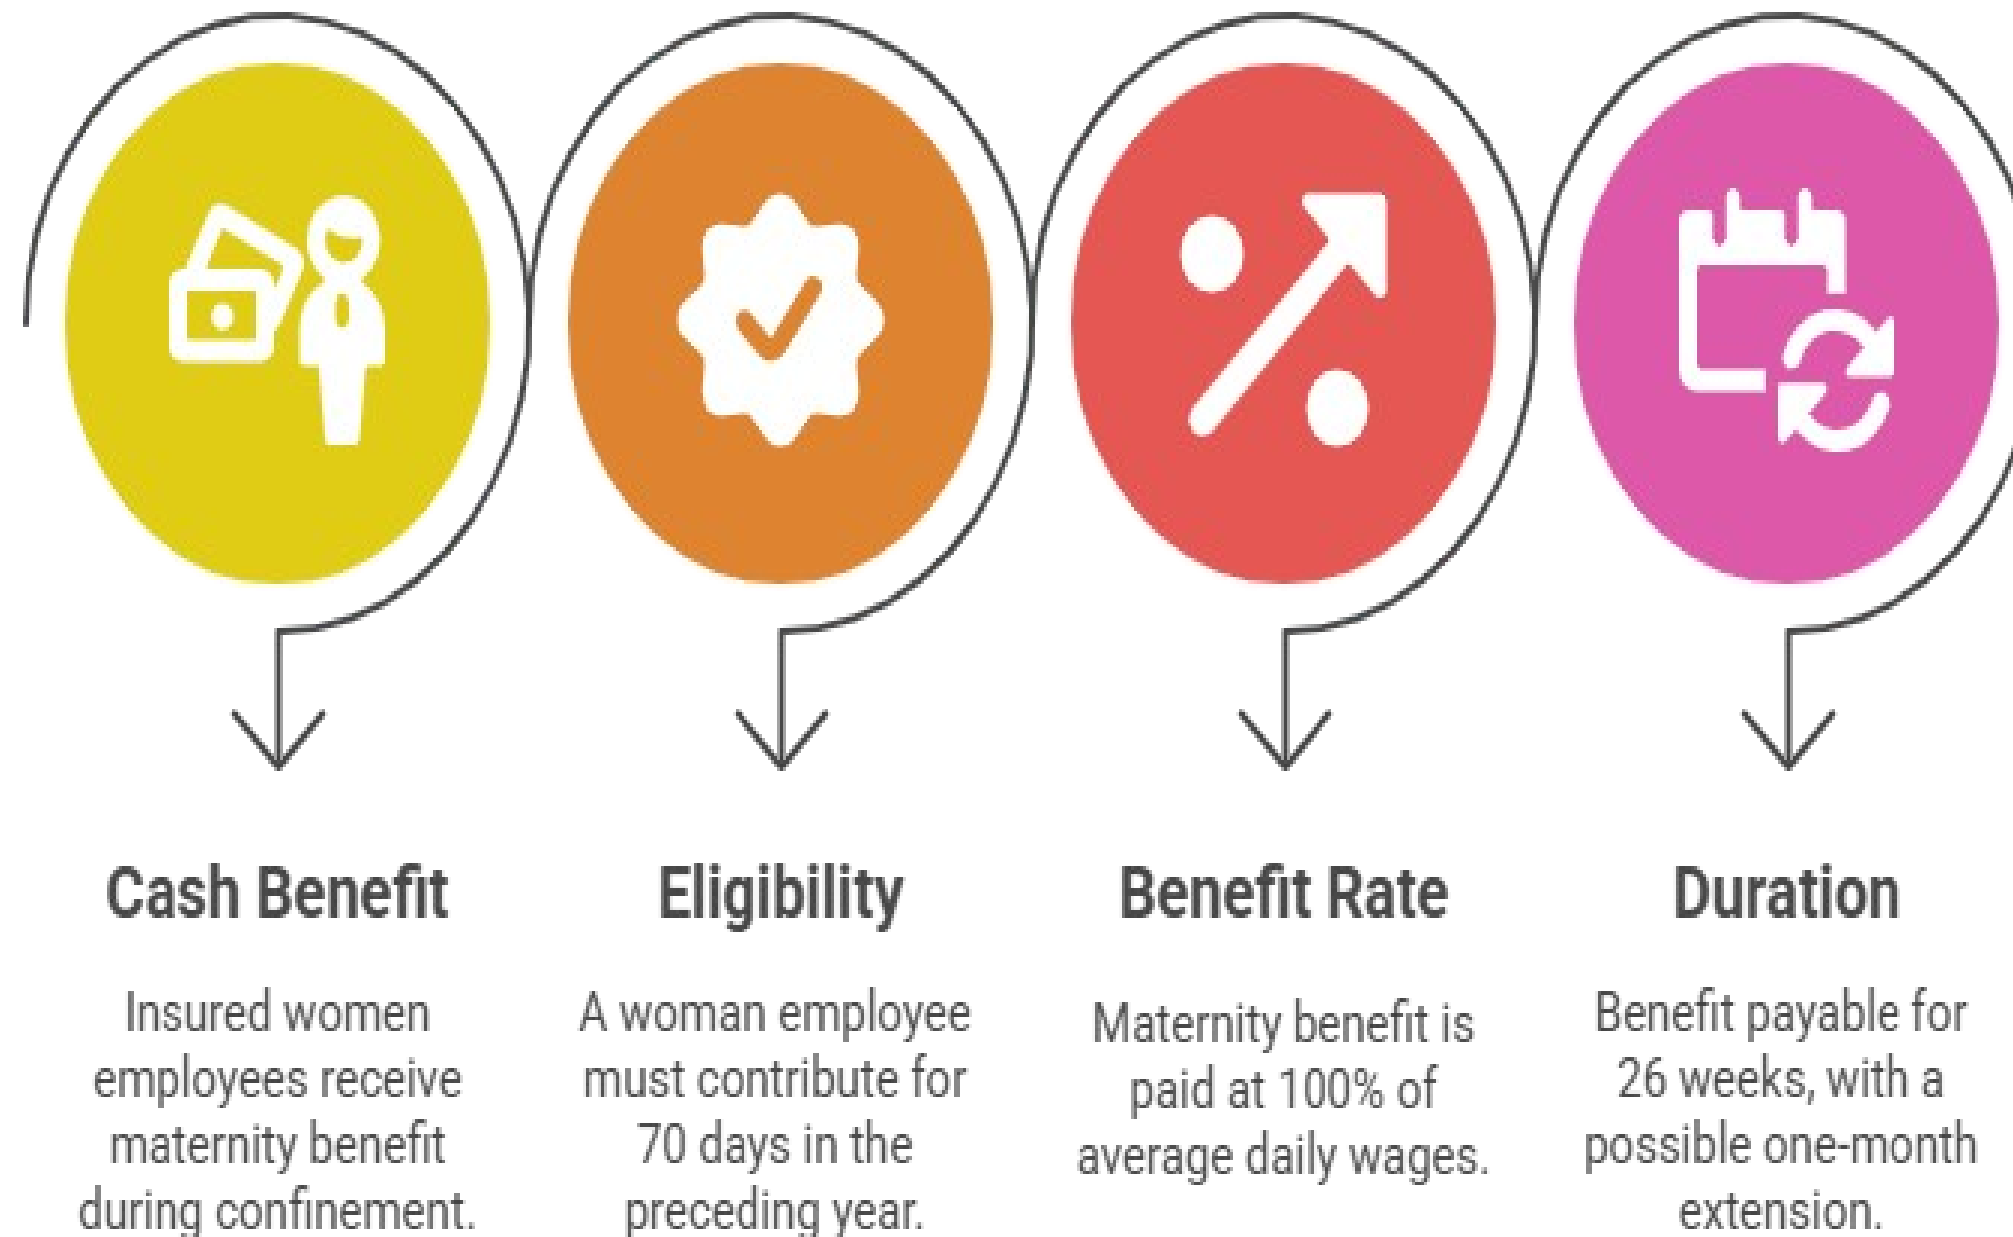 Cash Benefit
Insured women
employees receive
maternity benefit
during confinement.
Eligibility
A woman employee
must contribute for
70 days in the
preceding year.
Benefit Rate
Maternity benefit is
paid at 100% of
average daily wages.
Duration
Benefit payable for
26 weeks, with a
possible one-month
extension.